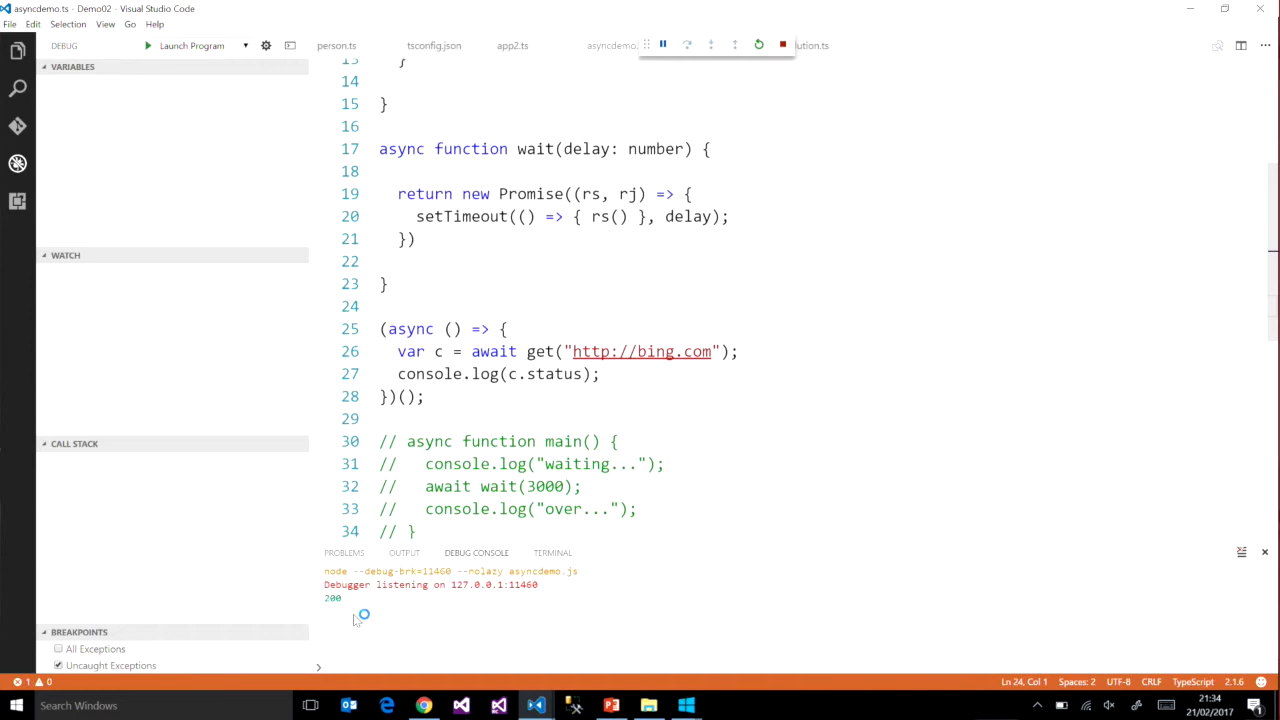 asyncdemo.ts - Demo02 - Visual Studio Code
File Edit Selection View Go Help
DEBUG Launch Program person.ts tsconfig.json app2.ts asyncdemo.
VARIABLES
WATCH
CALL STACK
BREAKPOINTS
All Exceptions
Uncaught Exceptions
13 }
14
15 }
16
17 async function wait(delay: number) {
18
19 return new Promise((rs, rj) => {
20 setTimeout(() => { rs() }, delay);
21 })
22
23 }
24
25 (async () => {
26 var c = await get("http://bing.com");
27 console.log(c.status);
28 })();
29
30 // async function main() {
31 // console.log("waiting...");
32 // await wait(3000);
33 // console.log("over...");
34 // }
PROBLEMS OUTPUT DEBUG CONSOLE TERMINAL
node --debug-brk=11460 --nolazy asyncdemo.js
Debugger listening on 127.0.0.1:11460
200
1 0 Ln 24, Col 1 Spaces: 2 UTF-8 CRLF TypeScript 2.1.6
Search Windows
21:34
21/02/2017